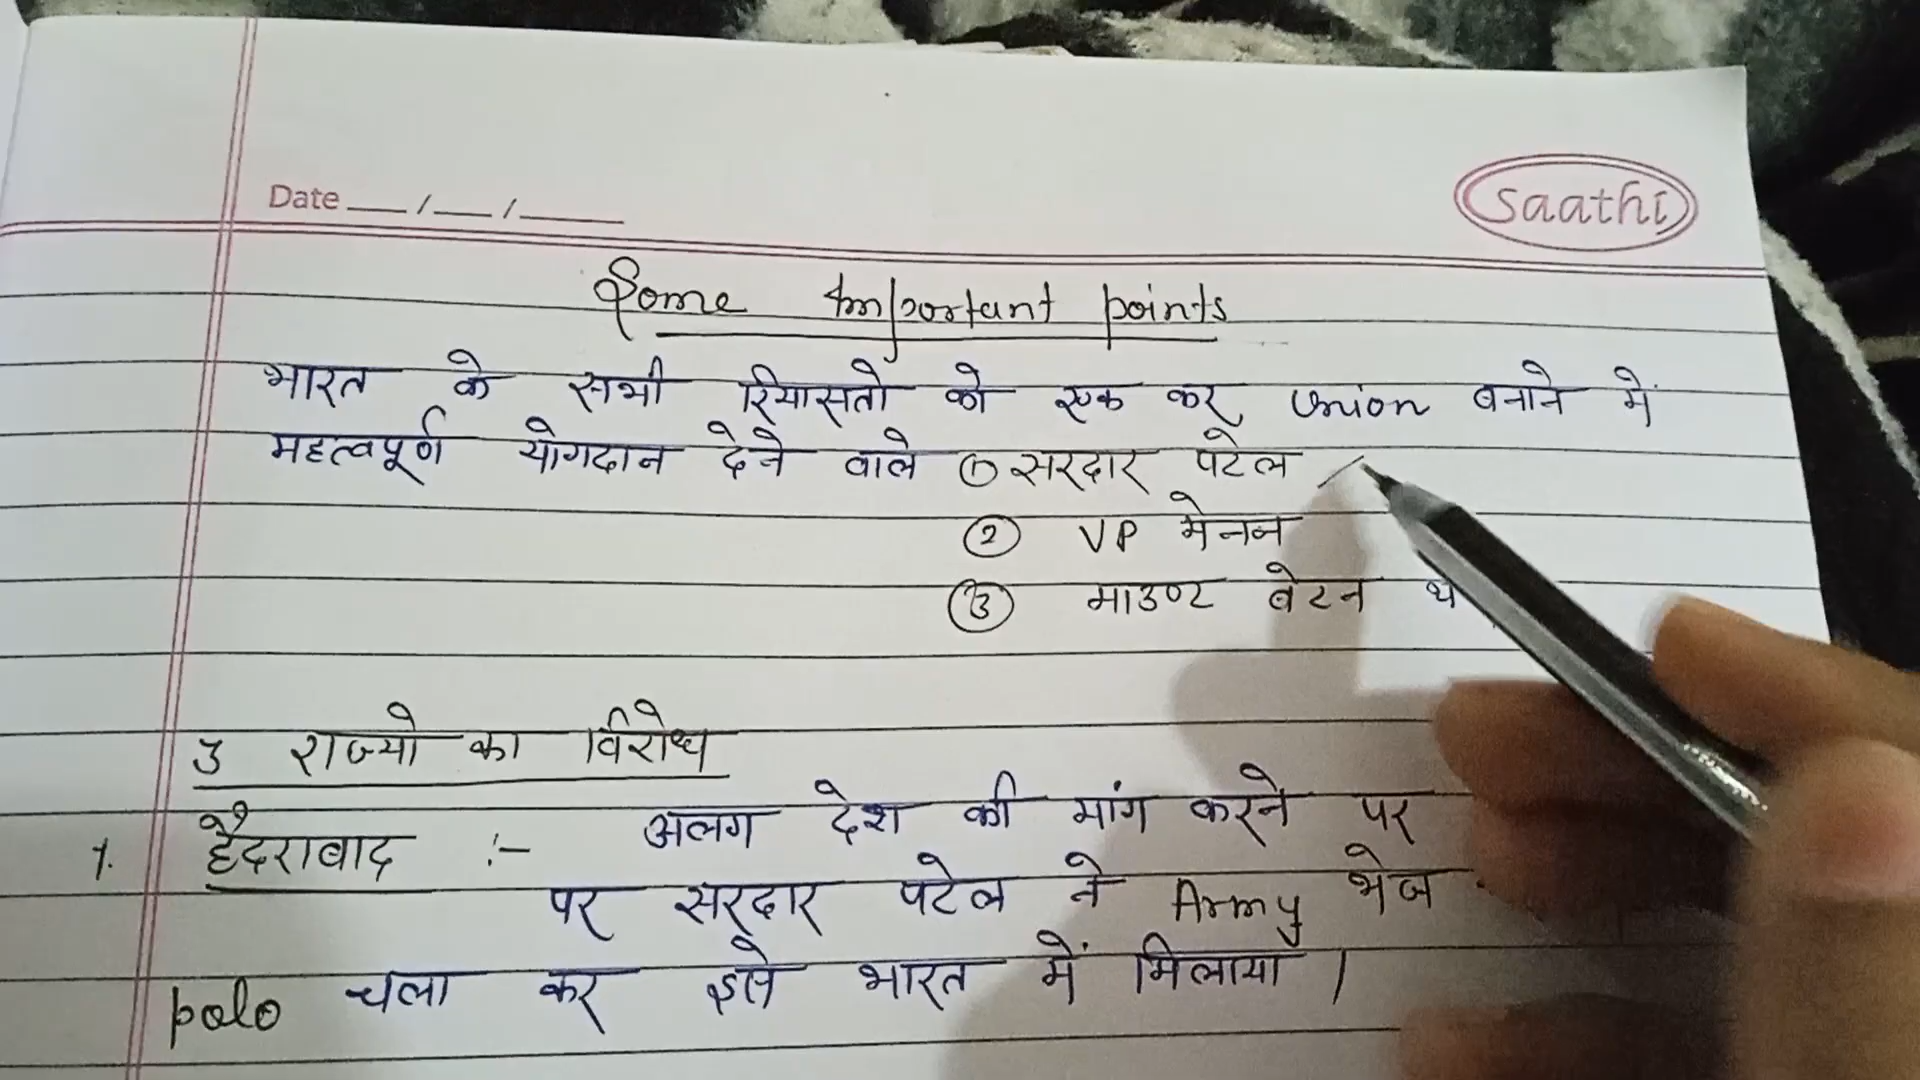 Date __/__/____
Saathi
Some Important points
भारत के सभी रियासतो को एक कर union बनाने में
महत्वपूर्ण योगदान देने वाले ① सरदार पटेल
② VP मेनन
③ माउण्ट बेटन थ
3 राज्यो का विरोध
1. हैदराबाद :- अलग देश की मांग करने पर
पर सरदार पटेल ने Army भेज
polo चला कर इसे भारत में मिलाया ।